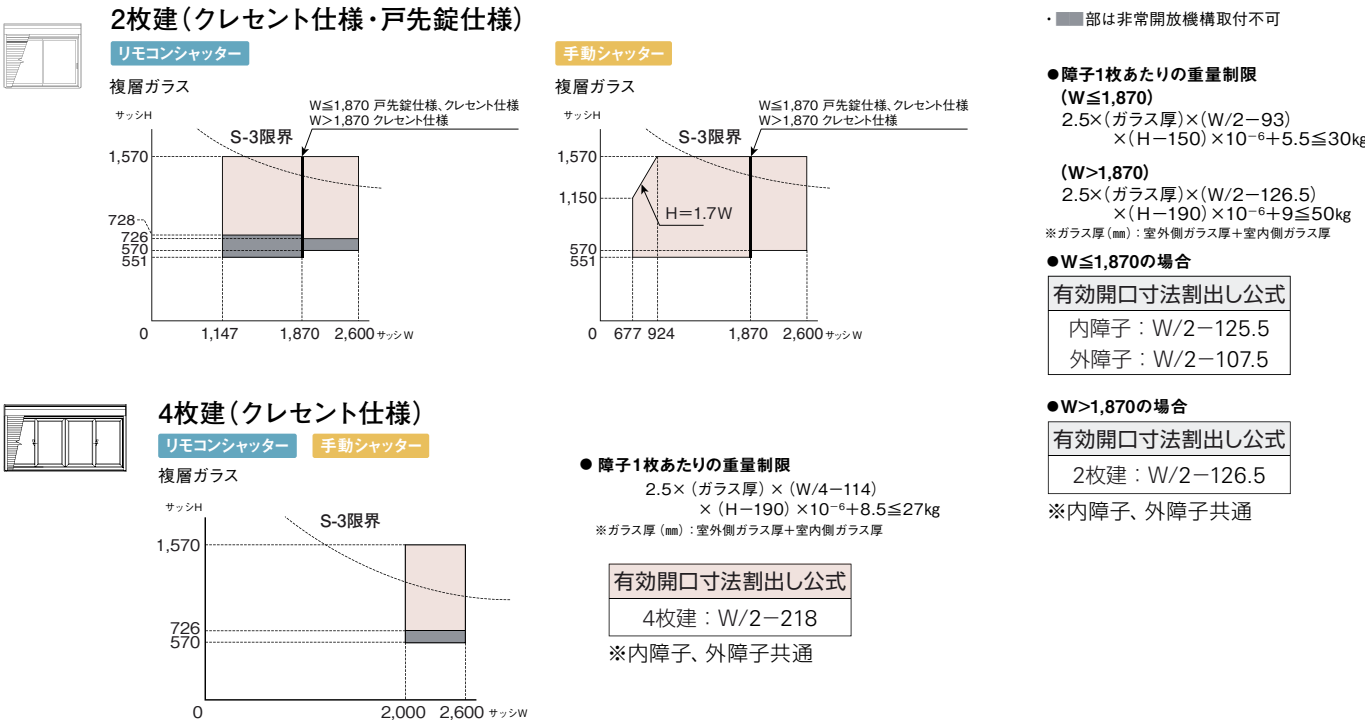 2枚建（クレセント仕様・戸先錠仕様）
リモコンシャッター
複層ガラス
サッシH
W≦1,870 戸先錠仕様、クレセント仕様
W＞1,870 クレセント仕様
S-3限界
1,570
728
726
570
551
0
1,147
1,870
2,600
サッシW
手動シャッター
複層ガラス
サッシH
W≦1,870 戸先錠仕様、クレセント仕様
W＞1,870 クレセント仕様
S-3限界
1,570
1,150
H＝1.7W
570
551
0
677
924
1,870
2,600
サッシW
・ 部は非常開放機構取付不可
●障子1枚あたりの重量制限
（W≦1,870）
2.5×（ガラス厚）×（W/2−93）
×（H−150）×10⁻⁶＋5.5≦30kg
（W>1,870）
2.5×（ガラス厚）×（W/2−126.5）
×（H−190）×10⁻⁶＋9≦50kg
※ガラス厚（㎜）：室外側ガラス厚＋室内側ガラス厚
●W≦1,870の場合
有効開口寸法割出し公式
内障子：W/2−125.5
外障子：W/2−107.5
●W>1,870の場合
有効開口寸法割出し公式
2枚建：W/2−126.5
※内障子、外障子共通
4枚建（クレセント仕様）
リモコンシャッター 手動シャッター
複層ガラス
サッシH
S-3限界
1,570
726
570
0
2,000
2,600
サッシW
● 障子1枚あたりの重量制限
2.5×（ガラス厚）×（W/4−114）
×（H−190）×10⁻⁶＋8.5≦27kg
※ガラス厚（㎜）：室外側ガラス厚＋室内側ガラス厚
有効開口寸法割出し公式
4枚建：W/2−218
※内障子、外障子共通